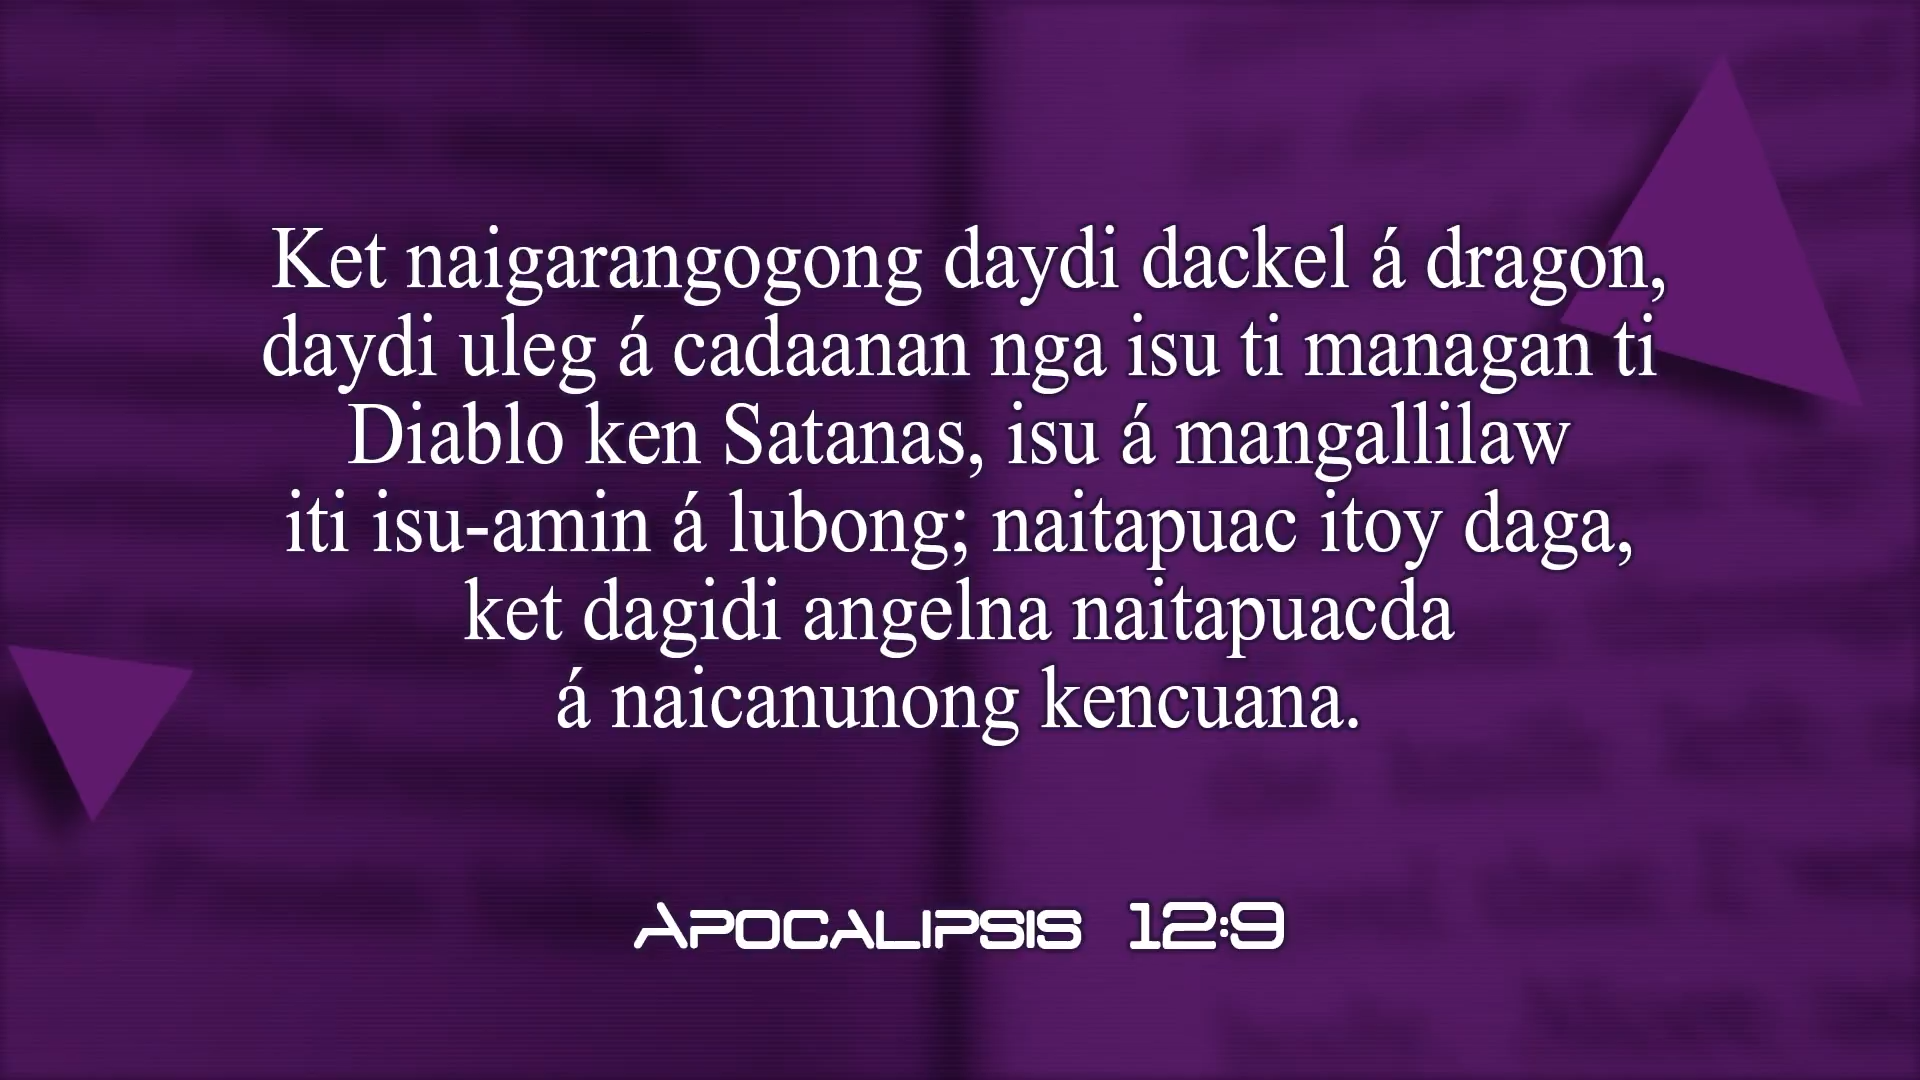 Ket naigarangogong daydi dackel á dragon,
daydi uleg á cadaanan nga isu ti managan ti
Diablo ken Satanas, isu á mangallilaw
iti isu-amin á lubong; naitapuac itoy daga,
ket dagidi angelna naitapuacda
á naicanunong kencuana.
Apocalipsis 12:9